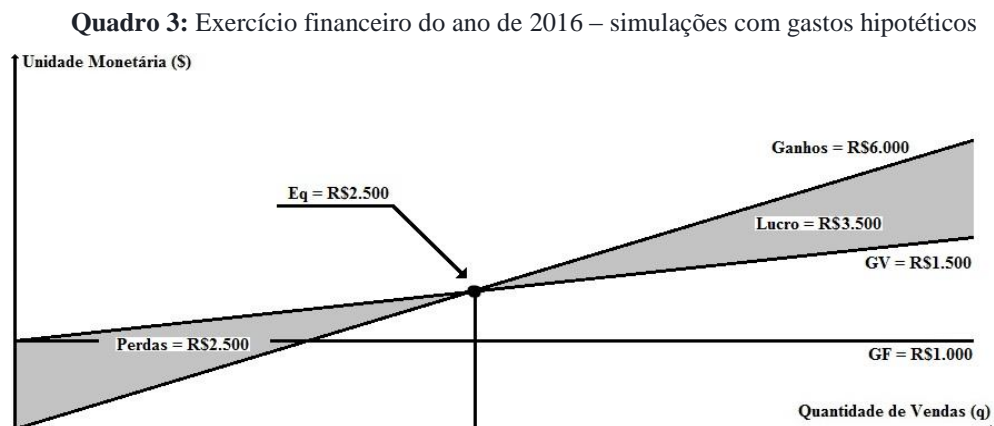 Quadro 3: Exercício financeiro do ano de 2016 – simulações com gastos hipotéticos
Unidade Monetária ($)
Ganhos = R$6.000
Eq = R$2.500
Lucro = R$3.500
GV = R$1.500
Perdas = R$2.500
GF = R$1.000
Quantidade de Vendas (q)